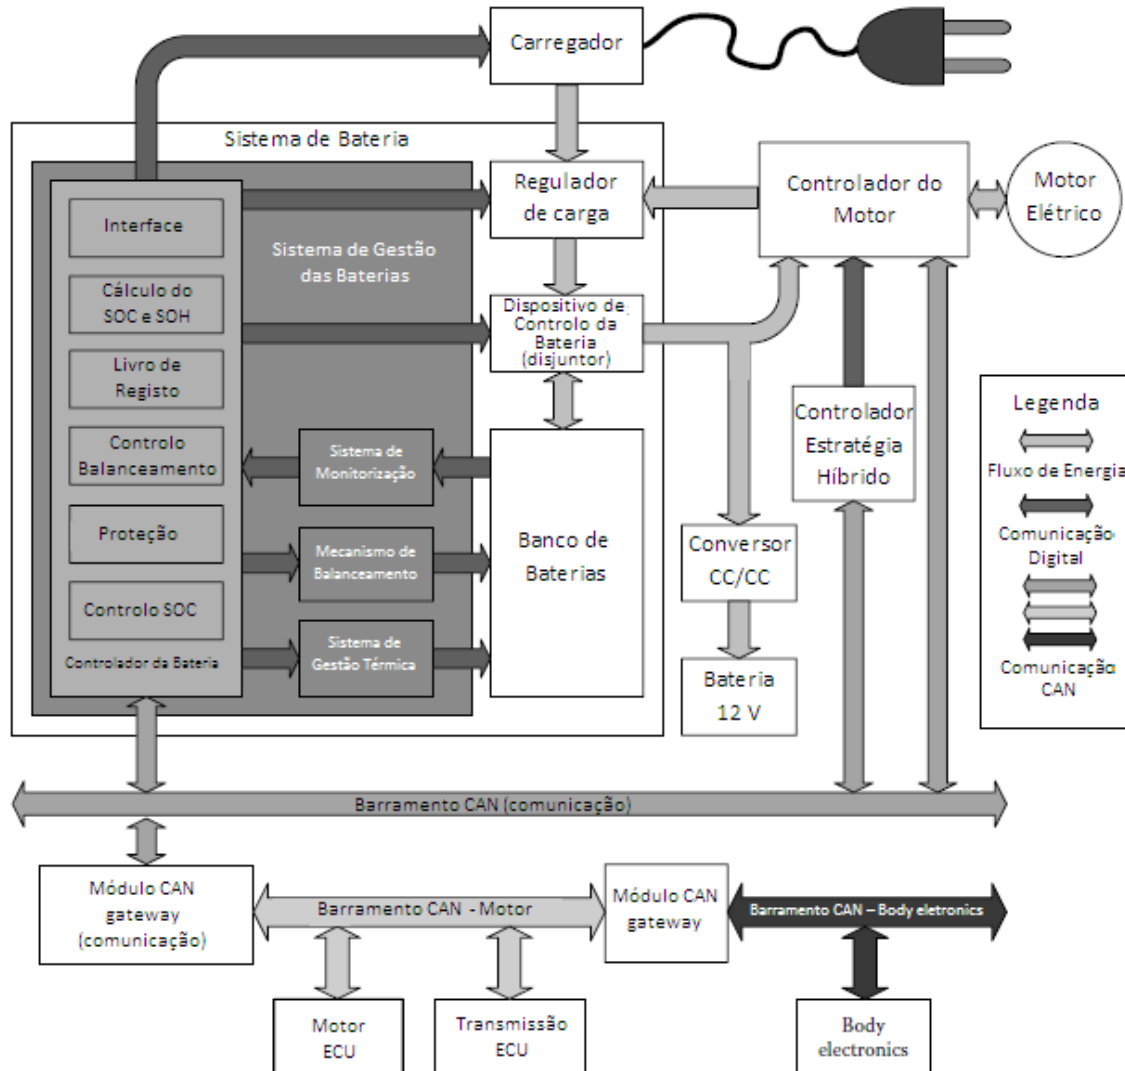 Carregador
Sistema de Bateria
Sistema de Gestão
das Baterias
Interface
Cálculo do
SOC e SOH
Livro de
Registo
Controlo
Balanceamento
Proteção
Controlo SOC
Controlador da Bateria
Sistema de
Monitorização
Mecanismo de
Balanceamento
Sistema de
Gestão Térmica
Regulador
de carga
Dispositivo de
Controlo da
Bateria
(disjuntor)
Banco de
Baterias
Controlador do
Motor
Motor
Elétrico
Controlador
Estratégia
Híbrido
Conversor
CC/CC
Bateria
12 V
Legenda
Fluxo de Energia
Comunicação
Digital
Comunicação
CAN
Barramento CAN (comunicação)
Módulo CAN
gateway
(comunicação)
Barramento CAN - Motor
Módulo CAN
gateway
Barramento CAN – Body eletronics
Motor
ECU
Transmissão
ECU
Body
electronics